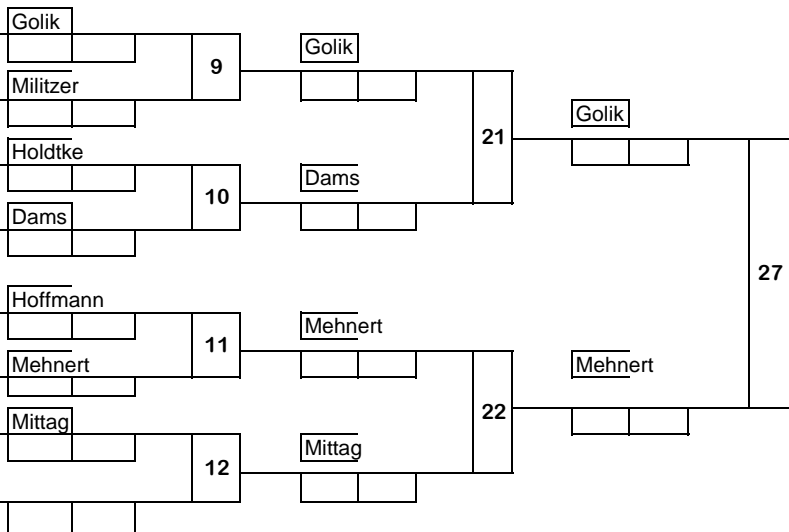 Golik
9
Golik
Militzer
21
Golik
Holdtke
10
Dams
Dams
27
Hoffmann
11
Mehnert
Mehnert
22
Mehnert
Mittag
12
Mittag